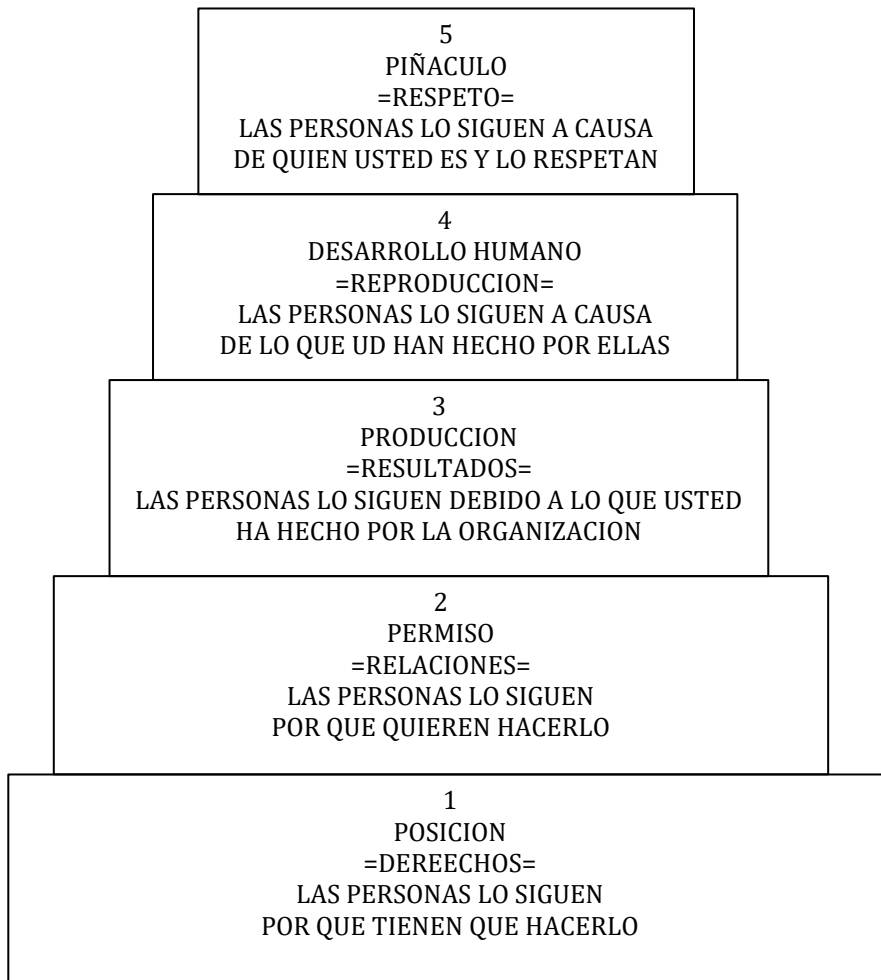 5
PIÑACULO
=RESPETO=
LAS PERSONAS LO SIGUEN A CAUSA
DE QUIEN USTED ES Y LO RESPETAN
4
DESARROLLO HUMANO
=REPRODUCCION=
LAS PERSONAS LO SIGUEN A CAUSA
DE LO QUE UD HAN HECHO POR ELLAS
3
PRODUCCION
=RESULTADOS=
LAS PERSONAS LO SIGUEN DEBIDO A LO QUE USTED
HA HECHO POR LA ORGANIZACION
2
PERMISO
=RELACIONES=
LAS PERSONAS LO SIGUEN
POR QUE QUIEREN HACERLO
1
POSICION
=DEREECHOS=
LAS PERSONAS LO SIGUEN
POR QUE TIENEN QUE HACERLO